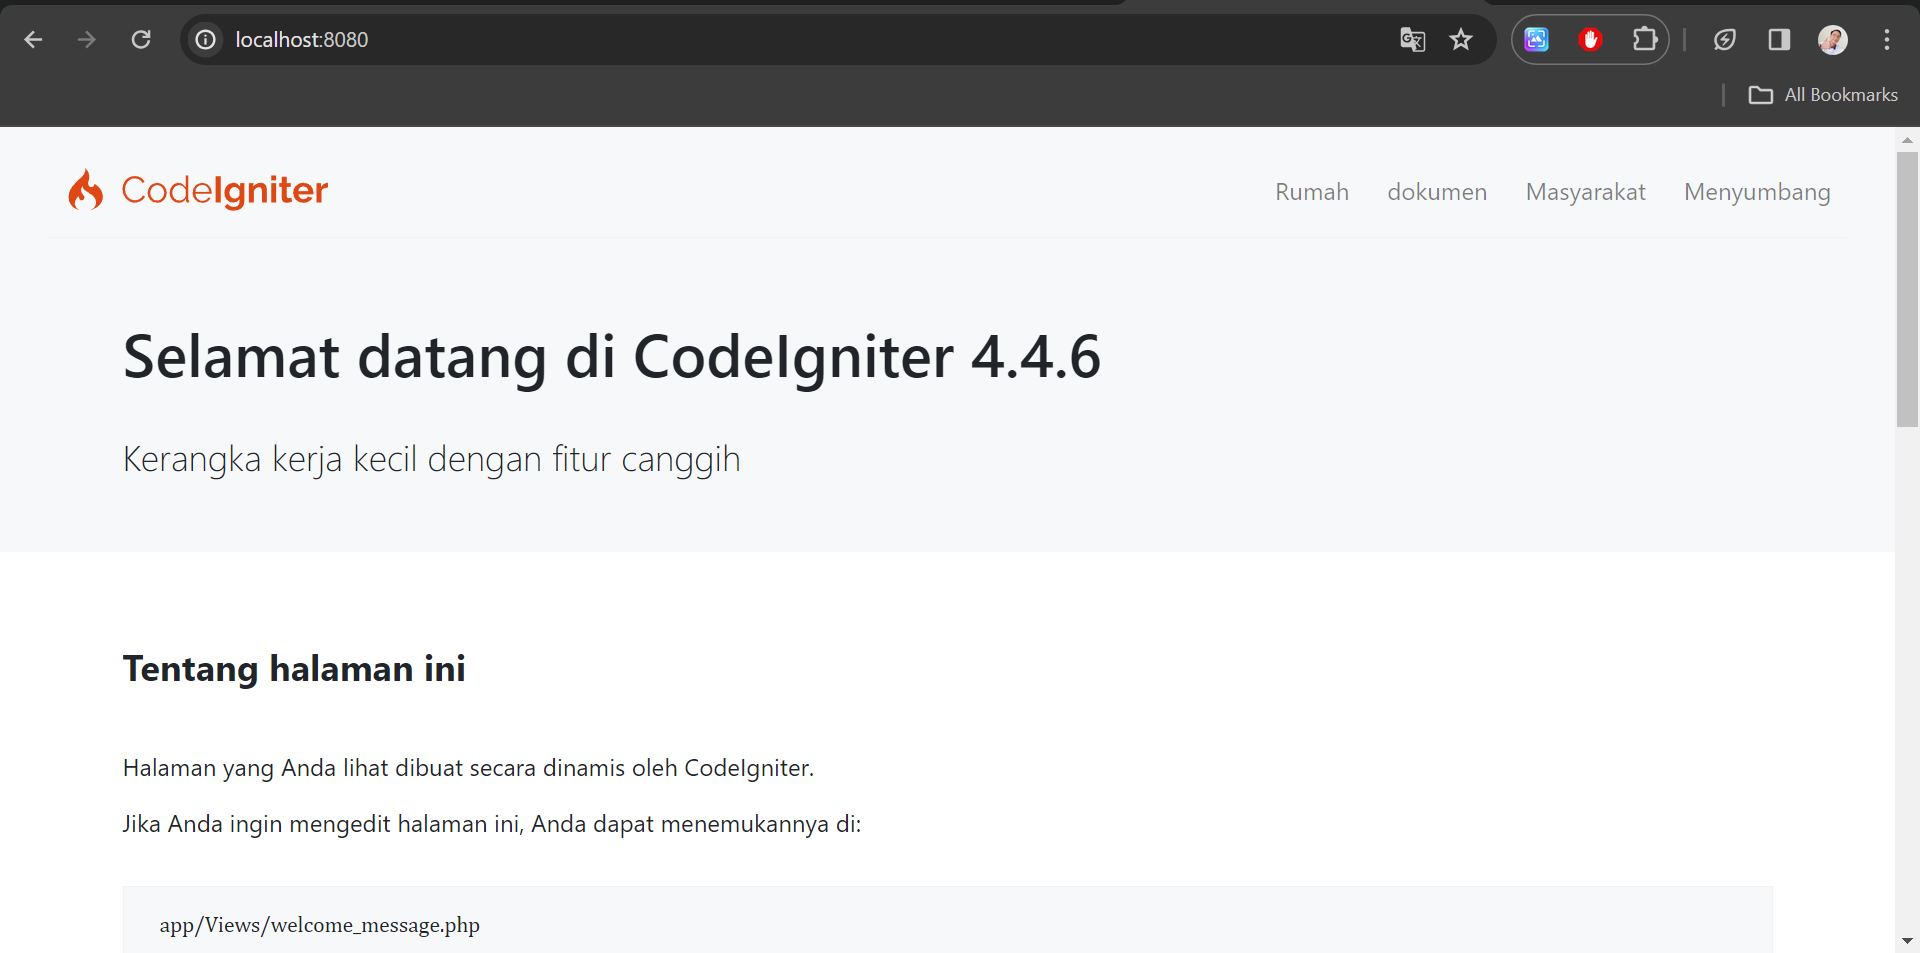 localhost:8080
All Bookmarks
CodeIgniter
Rumah dokumen Masyarakat Menyumbang
Selamat datang di CodeIgniter 4.4.6
Kerangka kerja kecil dengan fitur canggih
Tentang halaman ini
Halaman yang Anda lihat dibuat secara dinamis oleh CodeIgniter.
Jika Anda ingin mengedit halaman ini, Anda dapat menemukannya di:
app/Views/welcome_message.php